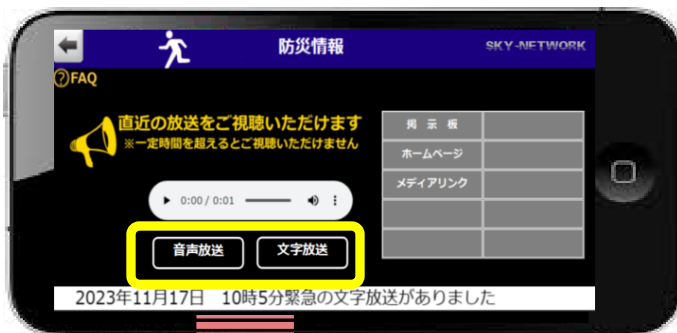 防災情報
SKY-NETWORK
?FAQ
直近の放送をご視聴いただけます
※一定時間を超えるとご視聴いただけません
0:00 / 0:01
音声放送
文字放送
掲 示 板
ホームページ
メディアリンク
2023年11月17日 10時5分緊急の文字放送がありました